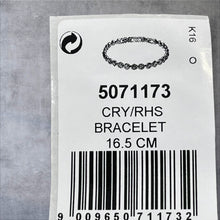 K16
O
5071173
CRY/RHS
BRACELET
16.5 CM
9 009650 711732